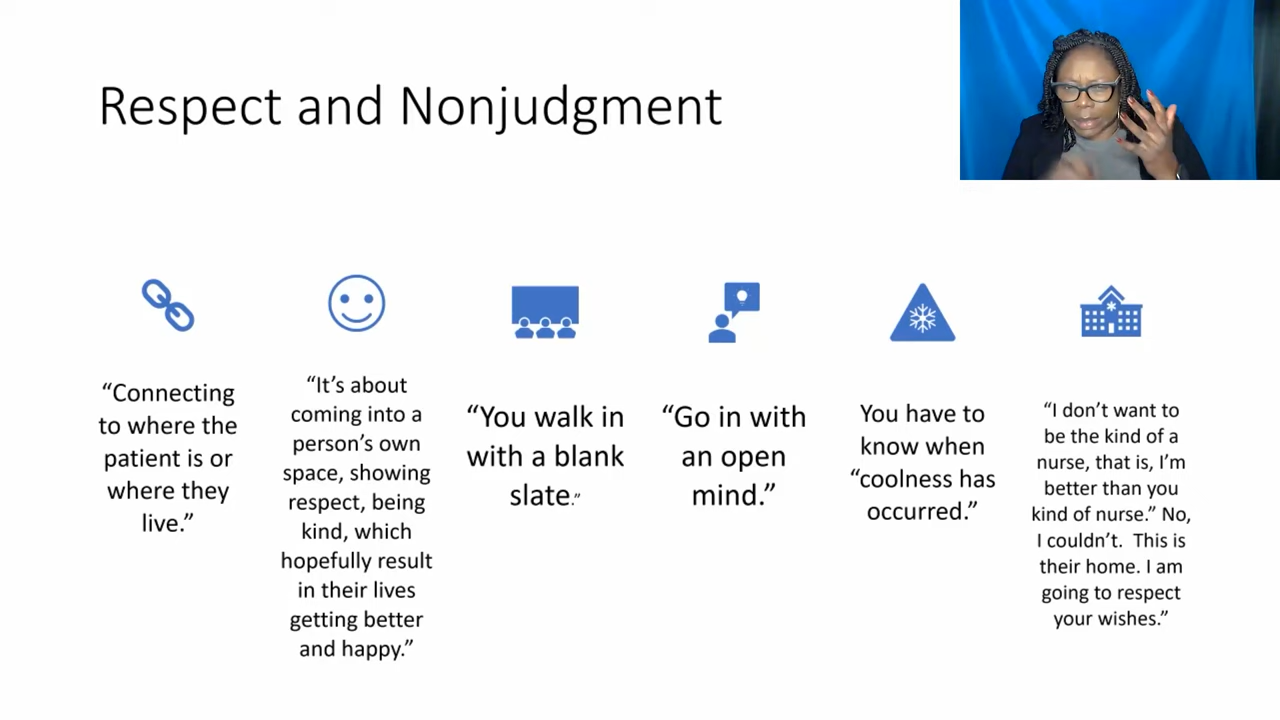 Respect and Nonjudgment
“Connecting
to where the
patient is or
where they
live.”
“It’s about
coming into a
person’s own
space, showing
respect, being
kind, which
hopefully result
in their lives
getting better
and happy.”
“You walk in
with a blank
slate.”
“Go in with
an open
mind.”
You have to
know when
“coolness has
occurred.”
“I don’t want to
be the kind of a
nurse, that is, I’m
better than you
kind of nurse.” No,
I couldn’t.  This is
their home. I am
going to respect
your wishes.”